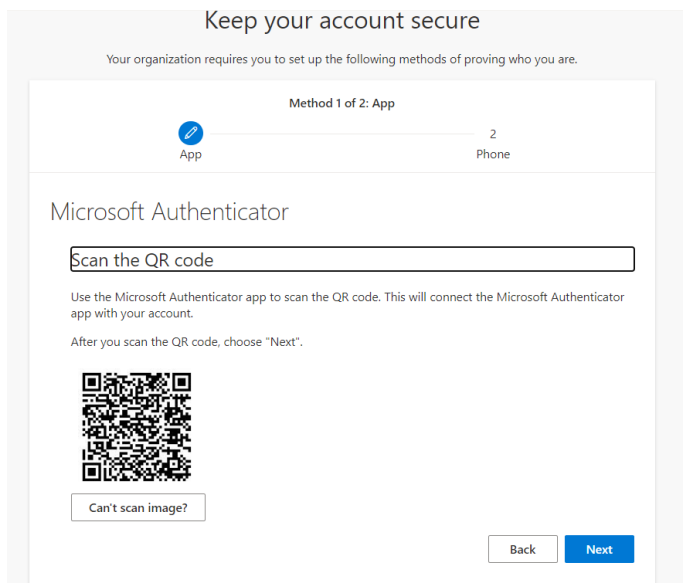 Keep your account secure
Your organization requires you to set up the following methods of proving who you are.
Method 1 of 2: App
2
App
Phone
Microsoft Authenticator
Scan the QR code
Use the Microsoft Authenticator app to scan the QR code. This will connect the Microsoft Authenticator
app with your account.
After you scan the QR code, choose "Next".
Can't scan image?
Back
Next